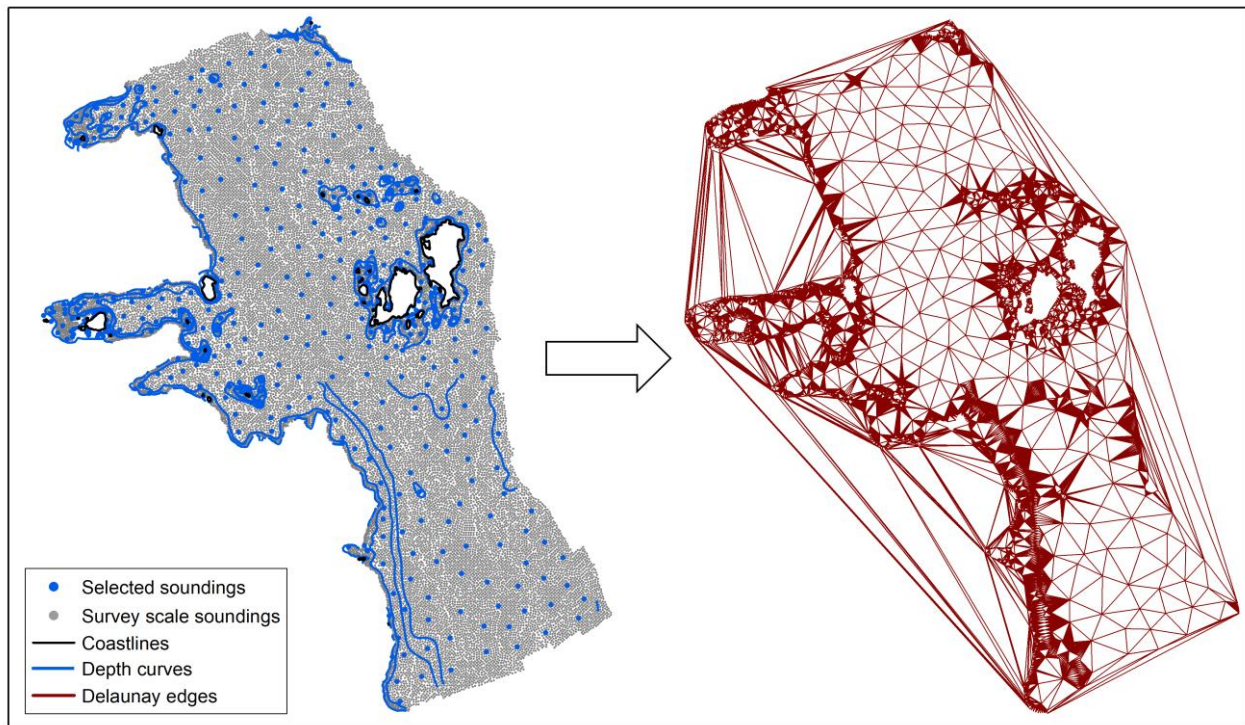 Selected soundings
Survey scale soundings
Coastlines
Depth curves
Delaunay edges